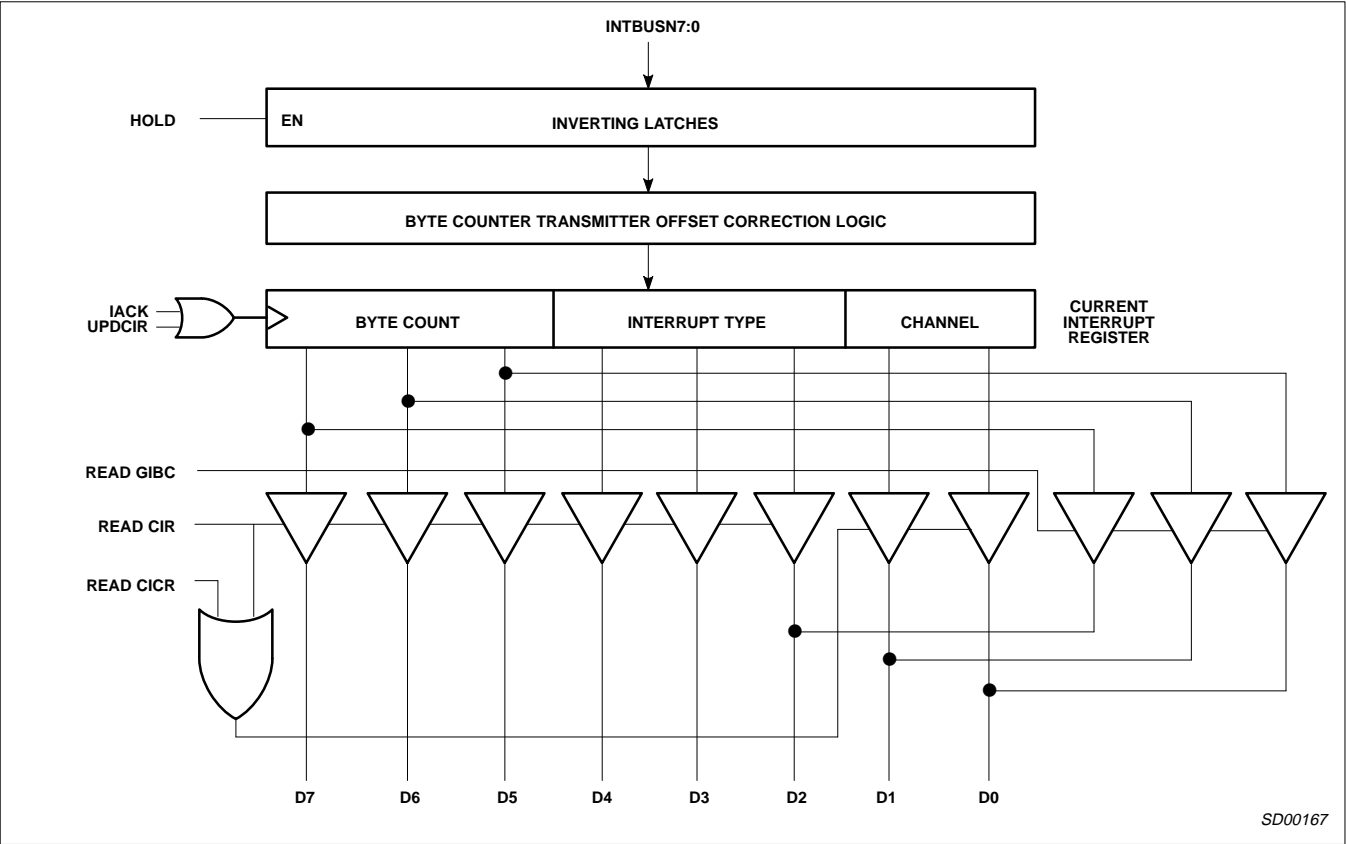 INTBUSN7:0
HOLD
EN
INVERTING LATCHES
BYTE COUNTER TRANSMITTER OFFSET CORRECTION LOGIC
IACK
UPDCIR
BYTE COUNT
INTERRUPT TYPE
CHANNEL
CURRENT
INTERRUPT
REGISTER
READ GIBC
READ CIR
READ CICR
D7
D6
D5
D4
D3
D2
D1
D0
SD00167